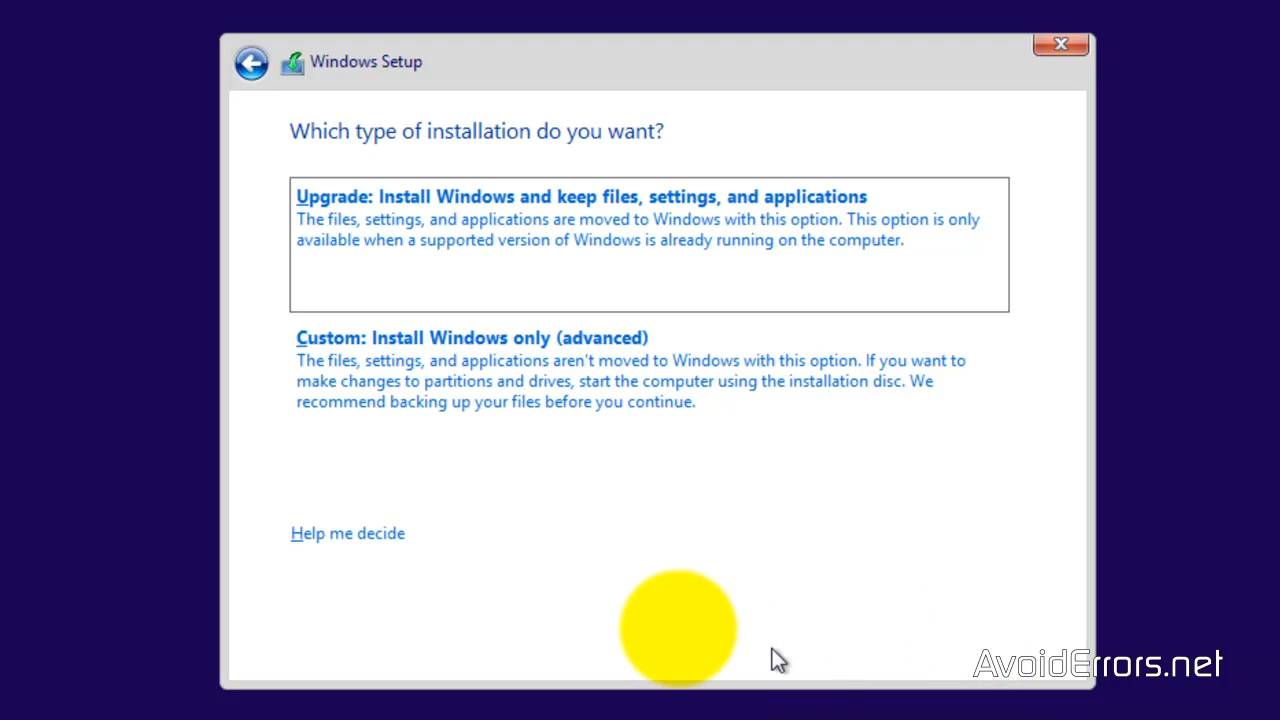 Windows Setup
Which type of installation do you want?
Upgrade: Install Windows and keep files, settings, and applications
The files, settings, and applications are moved to Windows with this option. This option is only
available when a supported version of Windows is already running on the computer.
Custom: Install Windows only (advanced)
The files, settings, and applications aren't moved to Windows with this option. If you want to
make changes to partitions and drives, start the computer using the installation disc. We
recommend backing up your files before you continue.
Help me decide
AvoidErrors.net